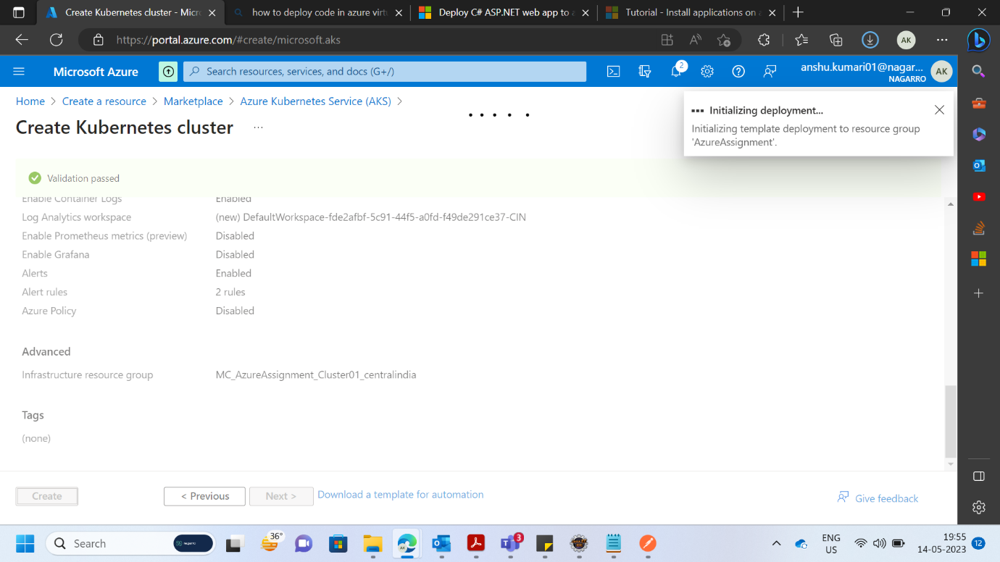 Create Kubernetes cluster - Micr
how to deploy code in azure virtu
Deploy C# ASP.NET web app to a
Tutorial - Install applications on a
https://portal.azure.com/#create/microsoft.aks
AK
Microsoft Azure
Search resources, services, and docs (G+/)
2
anshu.kumari01@nagar...
NAGARRO
AK
Home > Create a resource > Marketplace > Azure Kubernetes Service (AKS) >
Create Kubernetes cluster ...
Initializing deployment...
Initializing template deployment to resource group
'AzureAssignment'.
Validation passed
Enable Container Logs Enabled
Log Analytics workspace (new) DefaultWorkspace-fde2afbf-5c91-44f5-a0fd-f49de291ce37-CIN
Enable Prometheus metrics (preview) Disabled
Enable Grafana Disabled
Alerts Enabled
Alert rules 2 rules
Azure Policy Disabled
Advanced
Infrastructure resource group MC_AzureAssignment_Cluster01_centralindia
Tags
(none)
Create
< Previous
Next >
Download a template for automation
Give feedback
Search
36°
3
ENG
US
19:55
14-05-2023
12